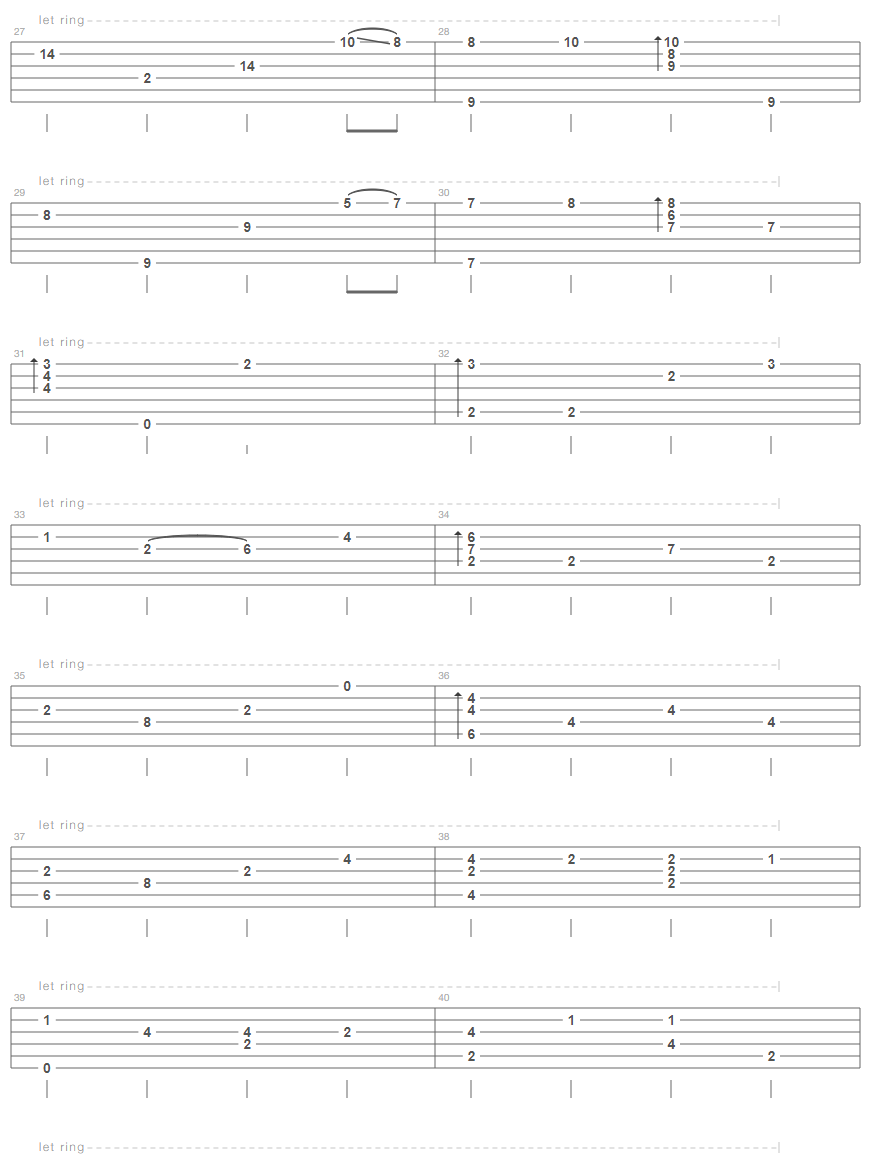 let ring
27 10 8 28 8 10 10
14 8
14 9
2
9 9
let ring
29 5 7 30 7 8 8
8 6
9 7 7
9 7
let ring
31 3 2 32 3 3
4 2
4
2 2
0
let ring
33 34
1 4 6
2 6 7 7
2 2 2
let ring
35 0 36
4
2 2 4 4
8 4 4
6
let ring
37 38
4 4 2 2 1
2 2 2 2
8 2
6 4
let ring
39 40
1 1 1
4 4 2 4
2 4
2 2
0
let ring